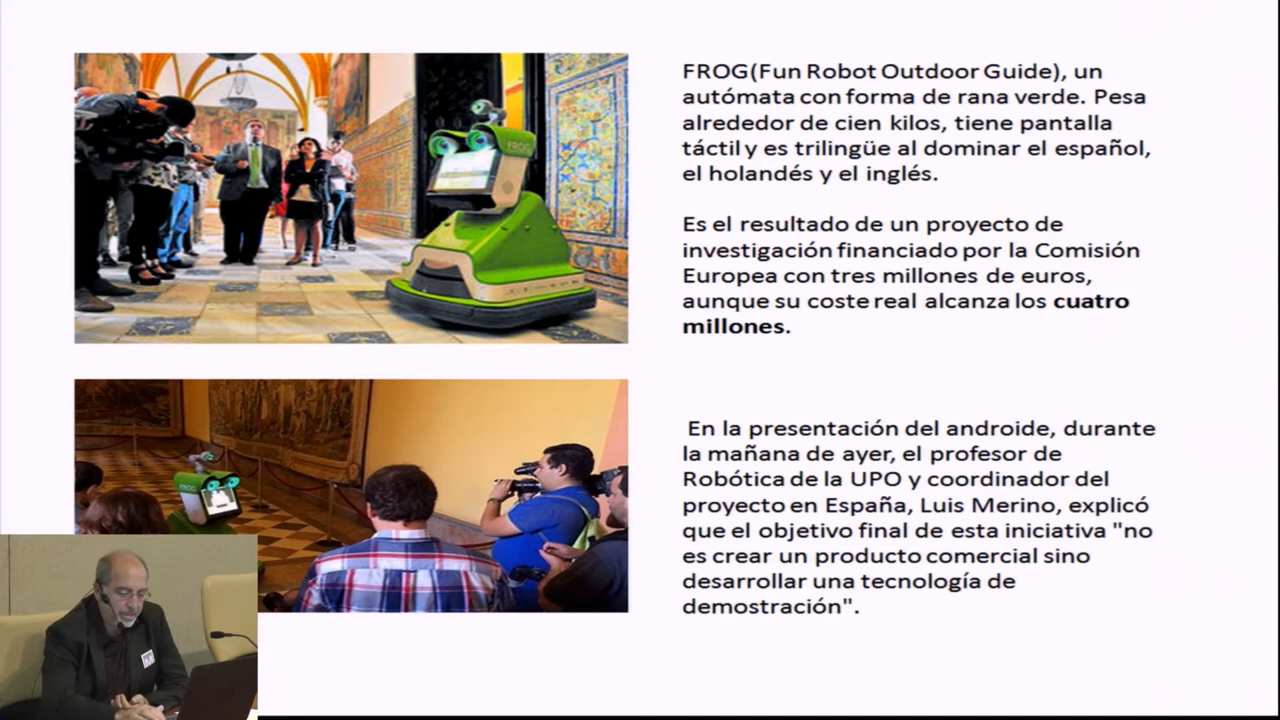 FROG(Fun Robot Outdoor Guide), un
autómata con forma de rana verde. Pesa
alrededor de cien kilos, tiene pantalla
táctil y es trilingüe al dominar el español,
el holandés y el inglés.
Es el resultado de un proyecto de
investigación financiado por la Comisión
Europea con tres millones de euros,
aunque su coste real alcanza los cuatro
millones.
En la presentación del androide, durante
la mañana de ayer, el profesor de
Robótica de la UPO y coordinador del
proyecto en España, Luis Merino, explicó
que el objetivo final de esta iniciativa "no
es crear un producto comercial sino
desarrollar una tecnología de
demostración".
FROG
FROG